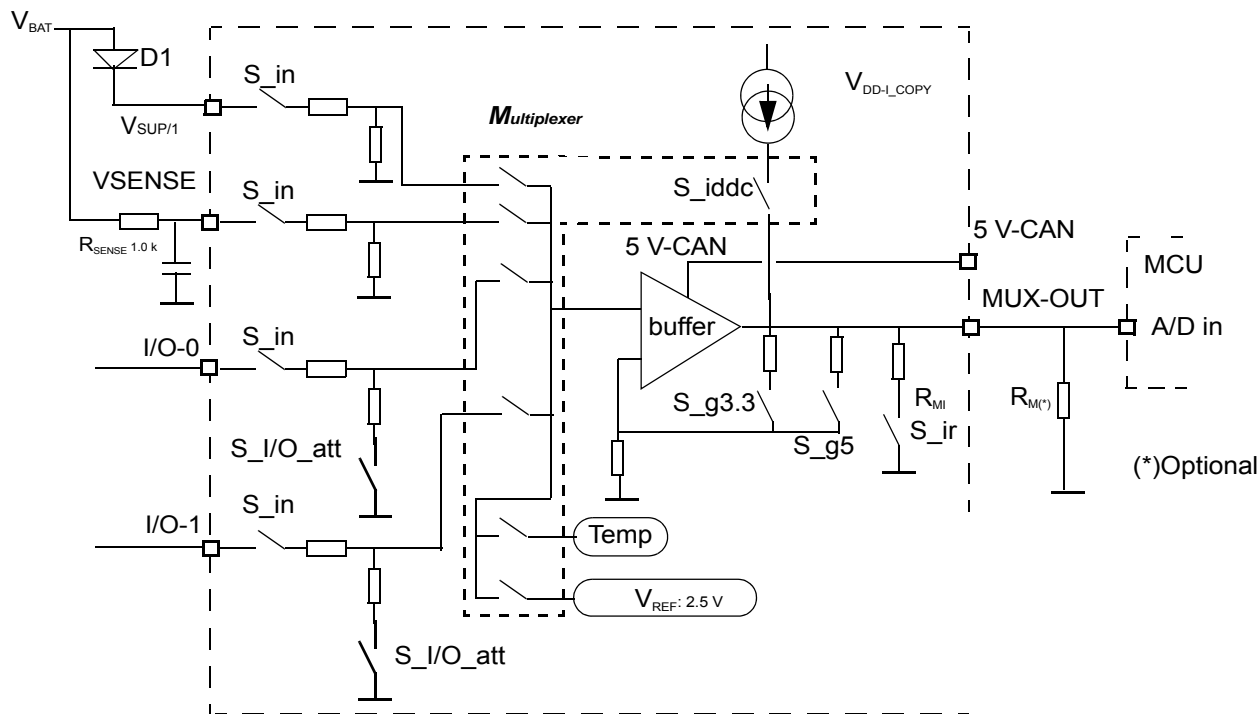 VBAT
D1
S_in
VDD-I_COPY
VSUP/1
Multiplexer
VSENSE
S_in
S_iddc
RSENSE 1.0 k
5 V-CAN
5 V-CAN
MCU
MUX-OUT
buffer
A/D in
I/O-0
S_in
S_g3.3
RMI
RM(*)
S_g5
S_ir
S_I/O_att
(*)Optional
I/O-1
S_in
Temp
VREF: 2.5 V
S_I/O_att